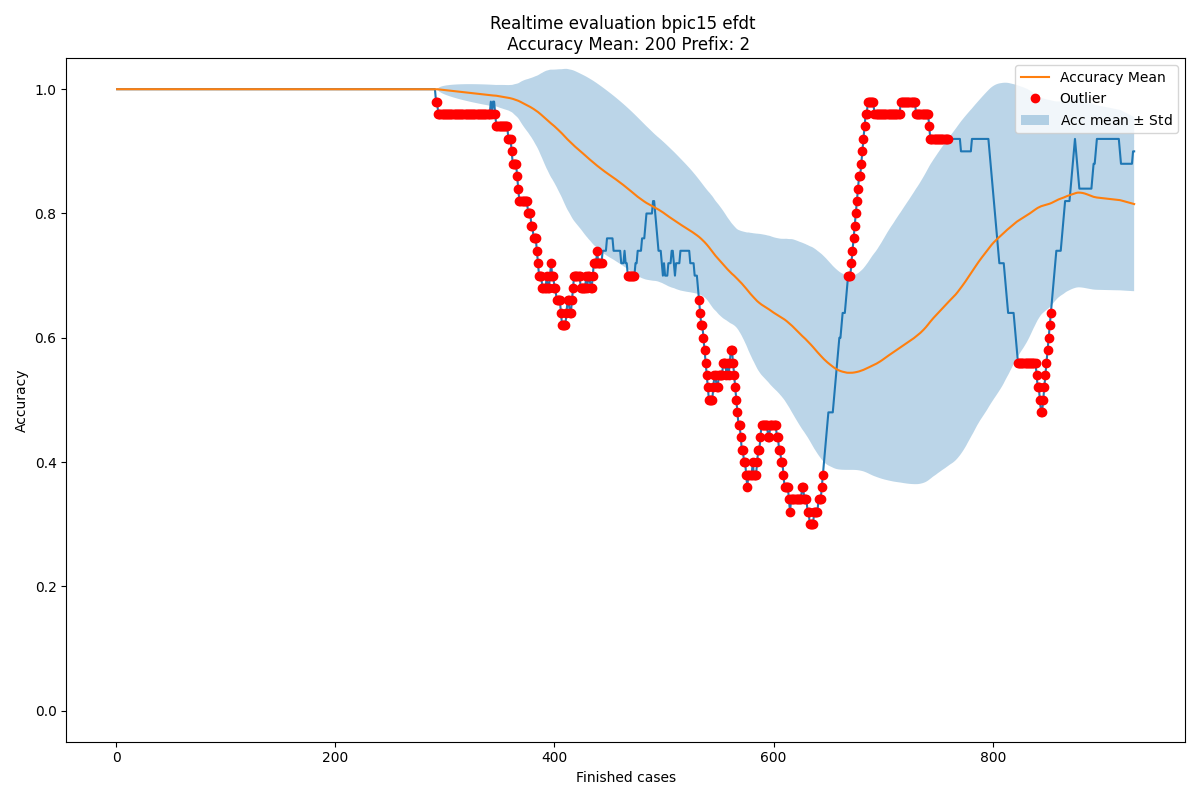 Realtime evaluation bpic15 efdt
Accuracy Mean: 200 Prefix: 2
Accuracy Mean
Outlier
Acc mean ± Std
Accuracy
1.0
0.8
0.6
0.4
0.2
0.0
0 200 400 600 800
Finished cases